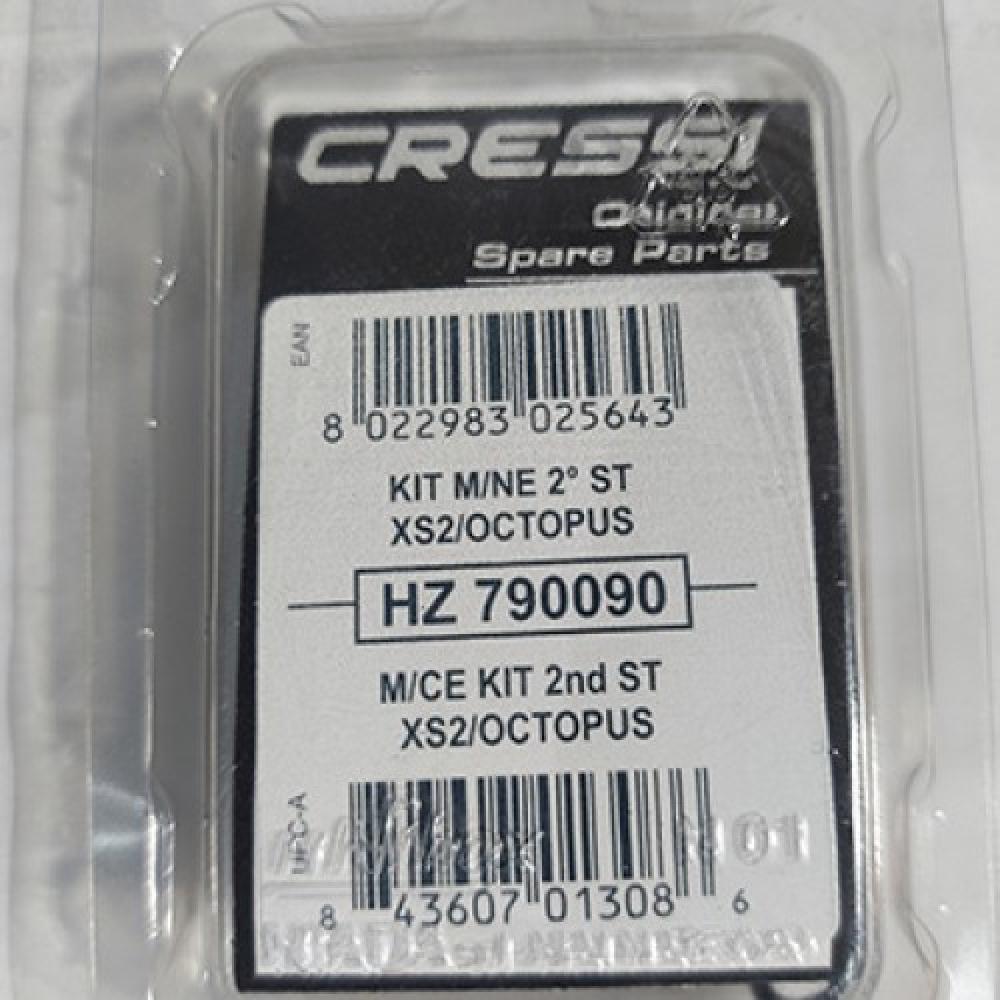 CRESSI
Original
Spare Parts
EAN
8 022983 025643
KIT M/NE 2° ST
XS2/OCTOPUS
HZ 790090
M/CE KIT 2nd ST
XS2/OCTOPUS
UPC-A
01
8 43607 01308 6